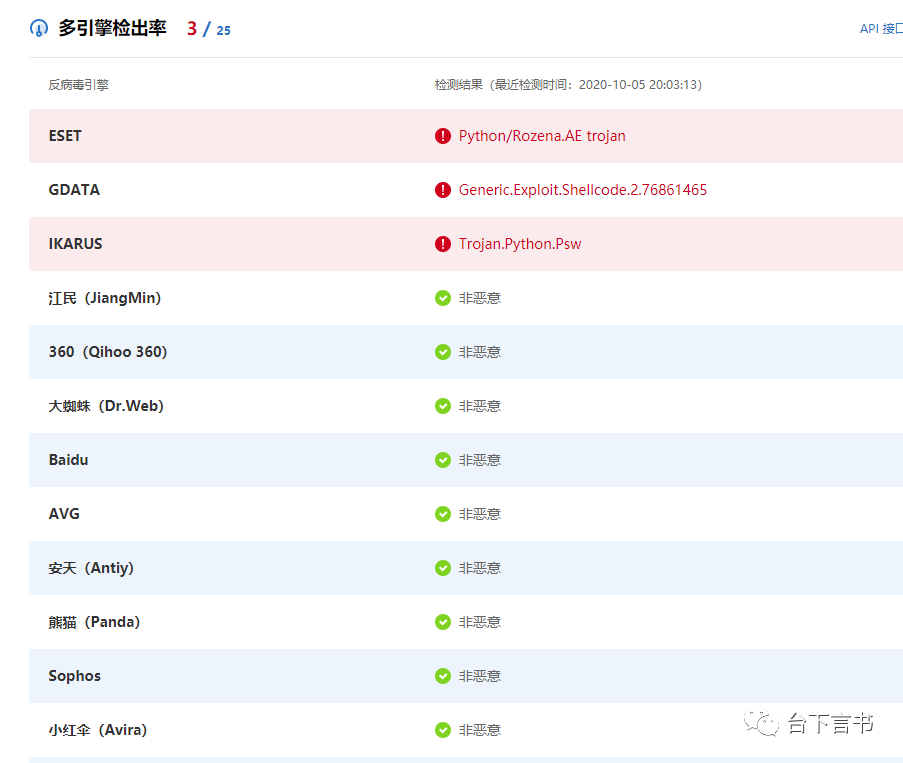 多引擎检出率 3 / 25
API 接口
反病毒引擎 检测结果（最近检测时间：2020-10-05 20:03:13）
ESET Python/Rozena.AE trojan
GDATA Generic.Exploit.Shellcode.2.76861465
IKARUS Trojan.Python.Psw
江民（JiangMin） 非恶意
360（Qihoo 360） 非恶意
大蜘蛛（Dr.Web） 非恶意
Baidu 非恶意
AVG 非恶意
安天（Antiy） 非恶意
熊猫（Panda） 非恶意
Sophos 非恶意
小红伞（Avira） 非恶意
台下言书